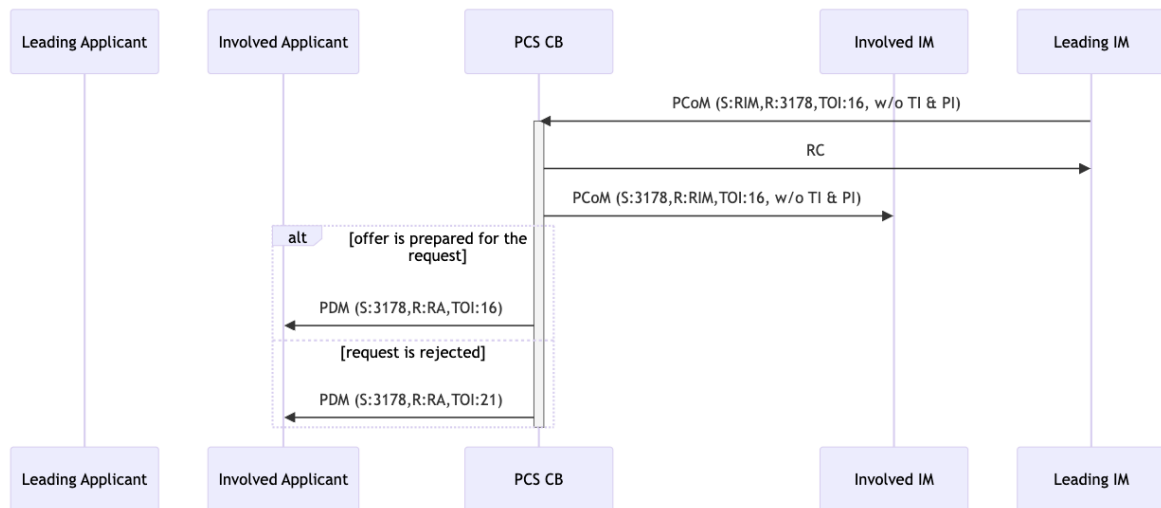 Leading Applicant
Involved Applicant
PCS CB
Involved IM
Leading IM
PCoM (S:RIM,R:3178,TOI:16, w/o TI & PI)
RC
PCoM (S:3178,R:RIM,TOI:16, w/o TI & PI)
alt
[offer is prepared for the
request]
PDM (S:3178,R:RA,TOI:16)
[request is rejected]
PDM (S:3178,R:RA,TOI:21)
Leading Applicant
Involved Applicant
PCS CB
Involved IM
Leading IM